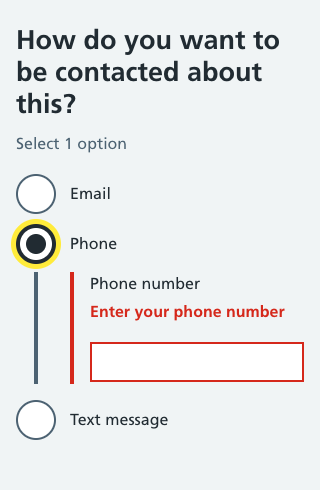 How do you want to
be contacted about
this?
Select 1 option
Email
Phone
Phone number
Enter your phone number
Text message